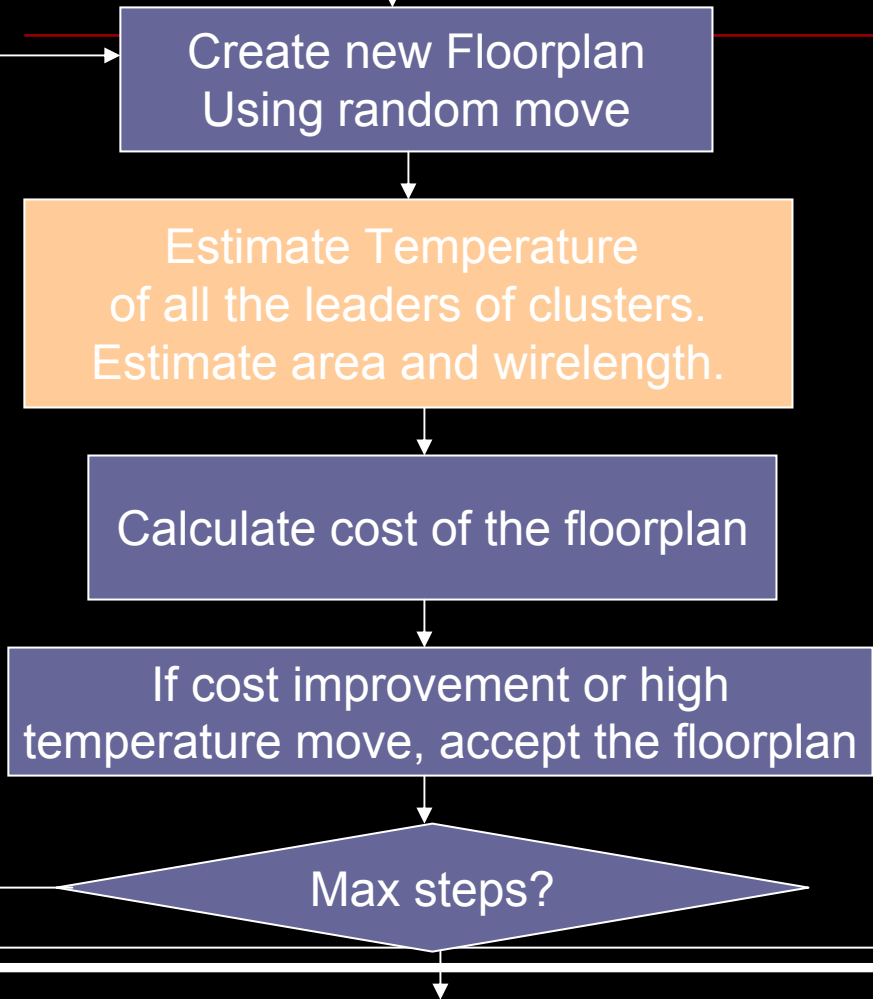 Create new Floorplan
Using random move
Estimate Temperature
of all the leaders of clusters.
Estimate area and wirelength.
Calculate cost of the floorplan
If cost improvement or high
temperature move, accept the floorplan
Max steps?